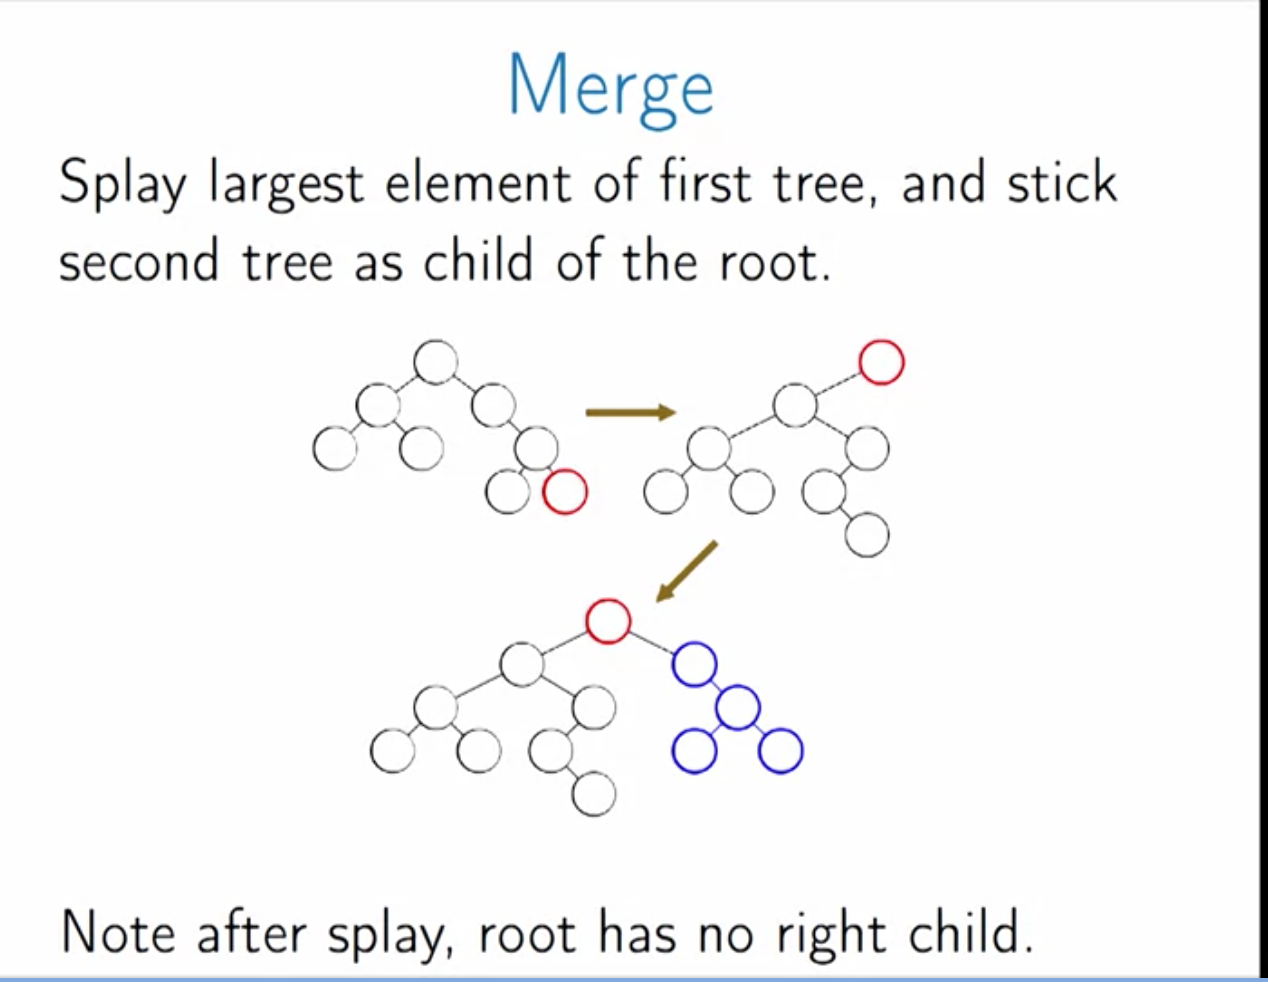 Merge
Splay largest element of first tree, and stick
second tree as child of the root.
Note after splay, root has no right child.